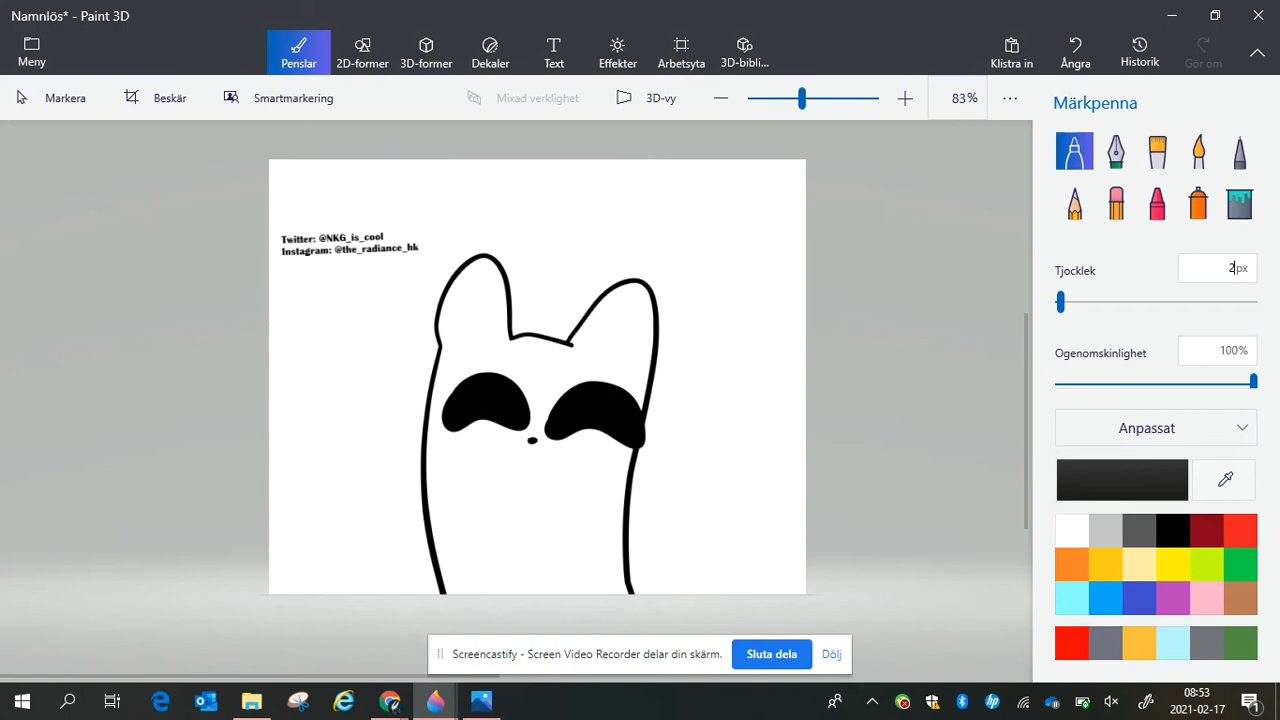 Namnlös* - Paint 3D
Meny
Penslar
2D-former
3D-former
Dekaler
Text
Effekter
Arbetsyta
3D-bibli...
Klistra in
Ångra
Historik
Gör om
Markera
Beskär
Smartmarkering
Mixad verklighet
3D-vy
83%
Märkpenna
Tjocklek
2px
Ogenomskinlighet
100%
Anpassat
Twitter: @NKG_is_cool
Instagram: @the_radiance_hk
Screencastify - Screen Video Recorder delar din skärm.
Sluta dela
Dölj
08:53
2021-02-17
1